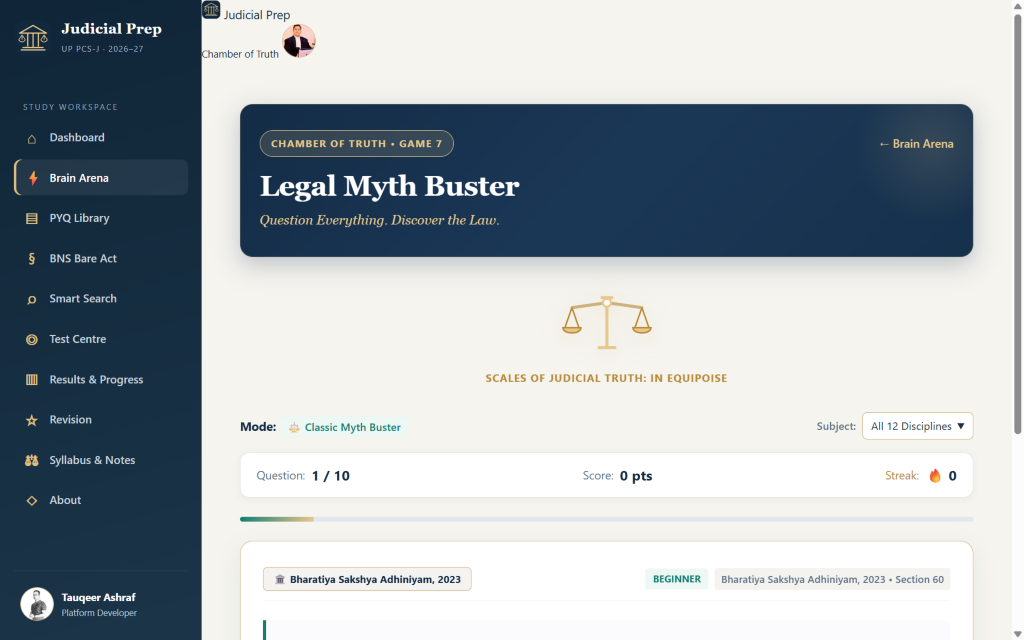 Judicial Prep
UP PCS-J · 2026-27
STUDY WORKSPACE
Dashboard
Brain Arena
PYQ Library
§ BNS Bare Act
Smart Search
Test Centre
Results & Progress
Revision
Syllabus & Notes
About
Tauqeer Ashraf
Platform Developer
Judicial Prep
Chamber of Truth
CHAMBER OF TRUTH • GAME 7
← Brain Arena
Legal Myth Buster
Question Everything. Discover the Law.
SCALES OF JUDICIAL TRUTH: IN EQUIPOISE
Mode: Classic Myth Buster
Subject: All 12 Disciplines ▼
Question: 1 / 10
Score: 0 pts
Streak: 🔥 0
Bharatiya Sakshya Adhiniyam, 2023
BEGINNER
Bharatiya Sakshya Adhiniyam, 2023 • Section 60